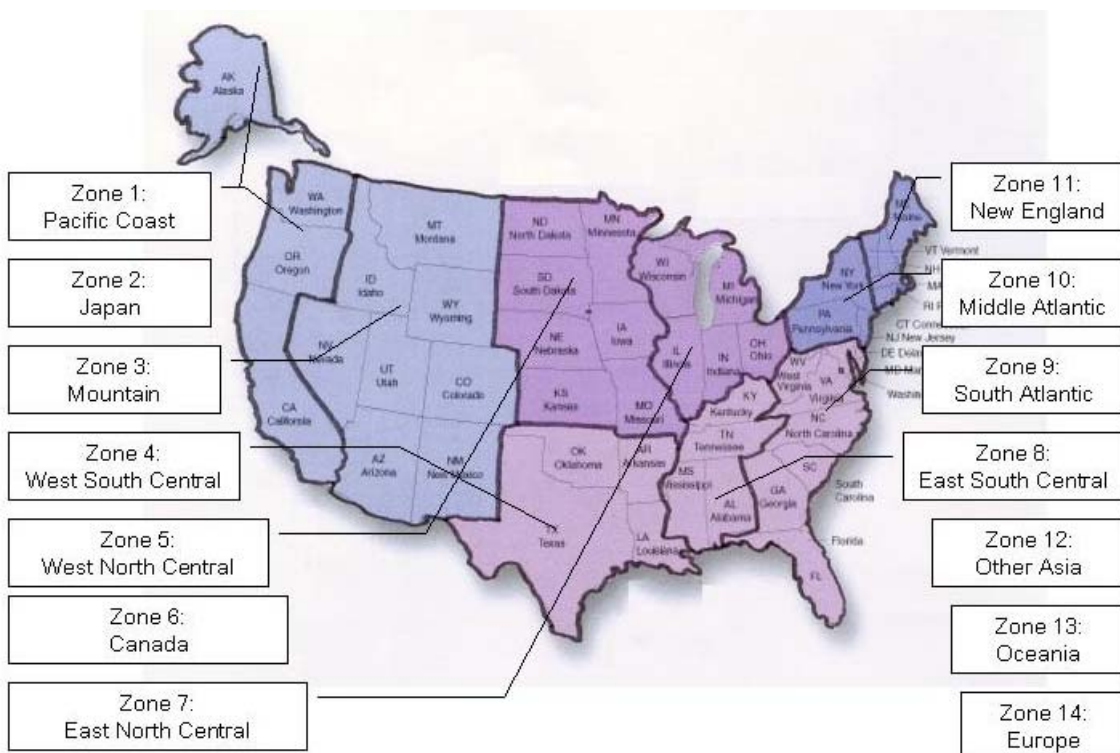 AK
Alaska
Zone 1:
Pacific Coast
Zone 2:
Japan
Zone 3:
Mountain
Zone 4:
West South Central
Zone 5:
West North Central
Zone 6:
Canada
Zone 7:
East North Central
WA
Washington
OR
Oregon
CA
California
NV
Nevada
ID
Idaho
MT
Montana
WY
Wyoming
UT
Utah
CO
Colorado
AZ
Arizona
NM
New Mexico
ND
North Dakota
SD
South Dakota
NE
Nebraska
KS
Kansas
MN
Minnesota
IA
Iowa
MO
Missouri
OK
Oklahoma
TX
Texas
AR
Arkansas
LA
Louisiana
WI
Wisconsin
MI
Michigan
IL
Illinois
IN
Indiana
OH
Ohio
KY
Kentucky
TN
Tennessee
MS
Mississippi
AL
Alabama
GA
Georgia
FL
Florida
SC
South
Carolina
NC
North Carolina
VA
Virginia
WV
West
Virginia
PA
Pennsylvania
NY
New York
Maine
VT Vermont
NH
MA
RI
CT
NJ New Jersey
DE
MD
Zone 11:
New England
Zone 10:
Middle Atlantic
Zone 9:
South Atlantic
Zone 8:
East South Central
Zone 12:
Other Asia
Zone 13:
Oceania
Zone 14:
Europe